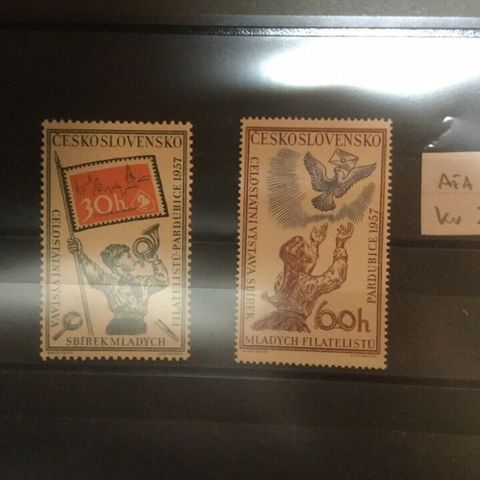 ČESKOSLOVENSKO
CELOSTÁTNÍ VÝSTAVA
SBÍREK MLADÝCH
FILATELISTŮ-PARDUBICE 1957
30h
ČESKOSLOVENSKO
CELOSTÁTNÍ VÝSTAVA SBÍREK
MLADÝCH FILATELISTŮ
PARDUBICE 1957
60h
AFA